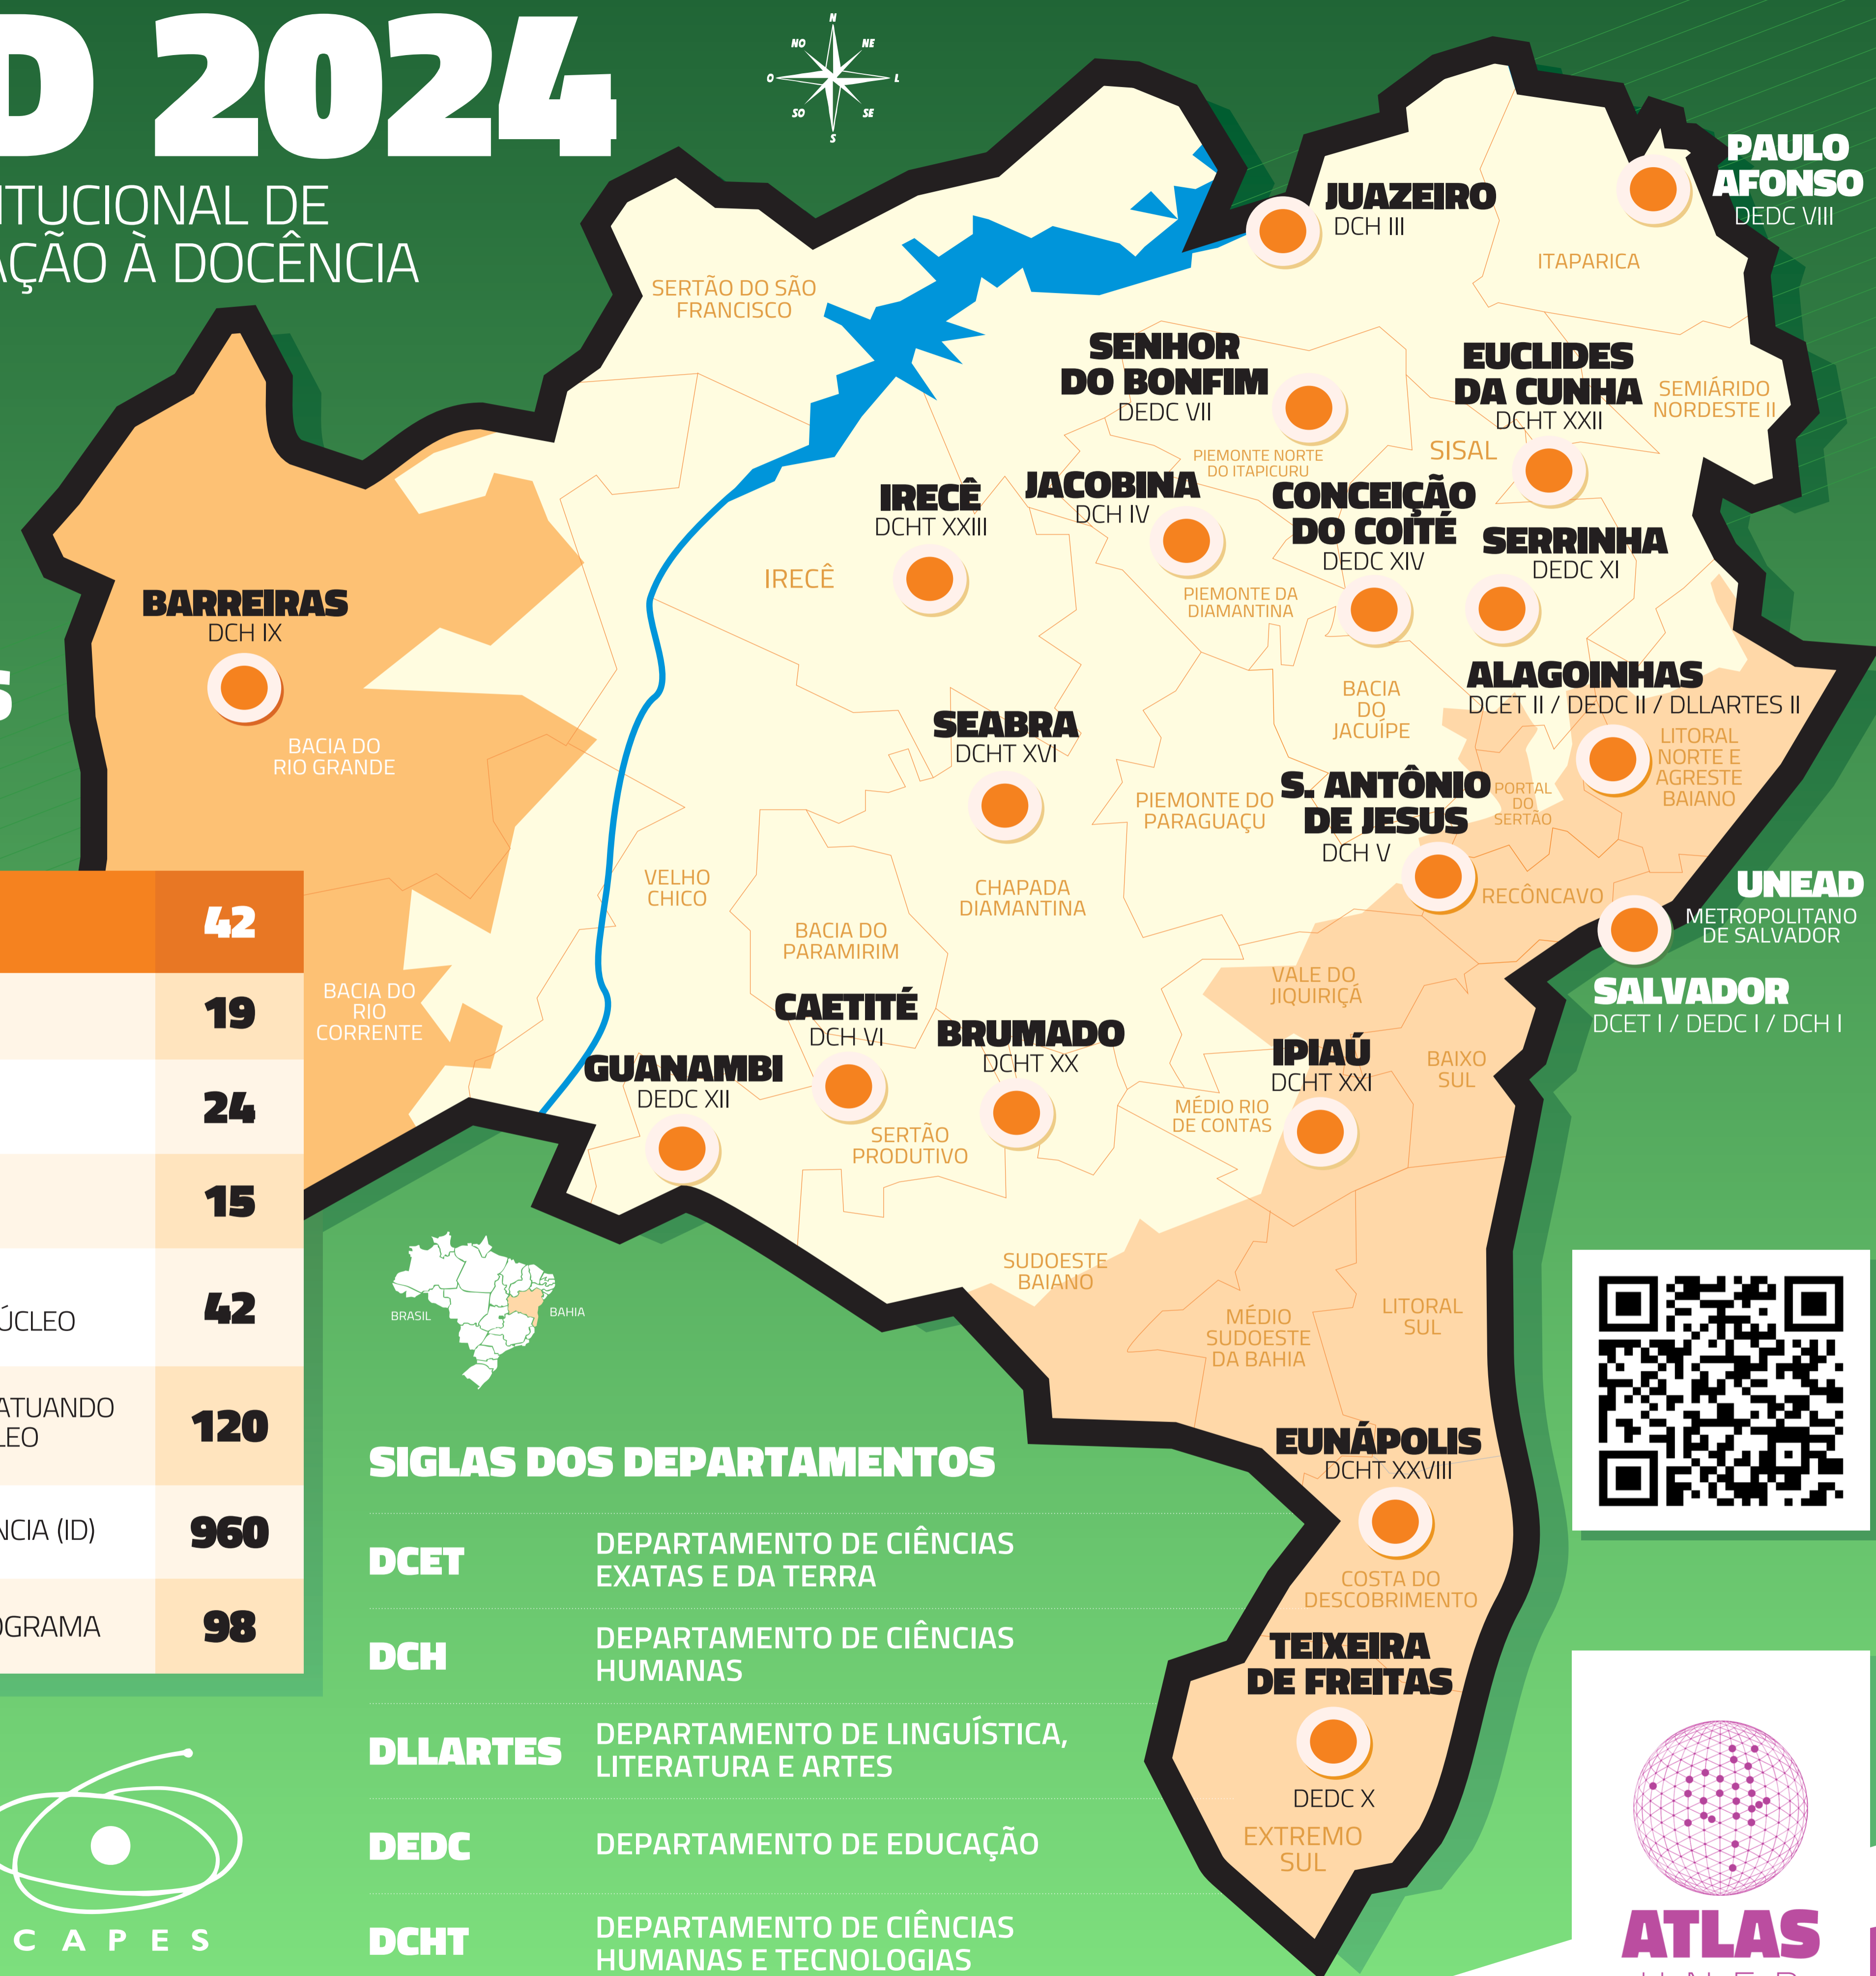 D 2024
ITUCIONAL DE
AÇÃO À DOCÊNCIA
N
NO
NE
O
L
SO
SE
S
PAULO
AFONSO
DEDC VIII
JUAZEIRO
DCH III
ITAPARICA
SERTÃO DO SÃO
FRANCISCO
SENHOR
DO BONFIM
DEDC VII
EUCLIDES
DA CUNHA
DCHT XXII
SEMIÁRIDO
NORDESTE II
PIEMONTE NORTE
DO ITAPICURU
SISAL
IRECÊ
DCHT XXIII
JACOBINA
DCH IV
CONCEIÇÃO
DO COITÉ
DEDC XIV
SERRINHA
DEDC XI
IRECÊ
PIEMONTE DA
DIAMANTINA
BARREIRAS
DCH IX
S
BACIA DO
RIO GRANDE
SEABRA
DCHT XVI
BACIA
DO
JACUÍPE
ALAGOINHAS
DCET II / DEDC II / DLLARTES II
LITORAL
NORTE E
AGRESTE
BAIANO
PIEMONTE DO
PARAGUAÇU
S. ANTÔNIO
DE JESUS
DCH V
PORTAL
DO
SERTÃO
VELHO
CHICO
CHAPADA
DIAMANTINA
RECÔNCAVO
UNEAD
METROPOLITANO
DE SALVADOR
SALVADOR
DCET I / DEDC I / DCH I
BACIA DO
PARAMIRIM
VALE DO
JIQUIRIÇÁ
BACIA DO
RIO
CORRENTE
CAETITÉ
DCH VI
BRUMADO
DCHT XX
IPIAÚ
DCHT XXI
BAIXO
SUL
GUANAMBI
DEDC XII
MÉDIO RIO
DE CONTAS
SERTÃO
PRODUTIVO
SUDOESTE
BAIANO
MÉDIO
SUDOESTE
DA BAHIA
LITORAL
SUL
BRASIL
BAHIA
EUNÁPOLIS
DCHT XXVIII
COSTA DO
DESCOBRIMENTO
TEIXEIRA
DE FREITAS
DEDC X
EXTREMO
SUL
42
19
24
15
ÚCLEO
42
ATUANDO
LEO
120
NCIA (ID)
960
OGRAMA
98
SIGLAS DOS DEPARTAMENTOS
DCET
DEPARTAMENTO DE CIÊNCIAS
EXATAS E DA TERRA
DCH
DEPARTAMENTO DE CIÊNCIAS
HUMANAS
DLLARTES
DEPARTAMENTO DE LINGUÍSTICA,
LITERATURA E ARTES
DEDC
DEPARTAMENTO DE EDUCAÇÃO
DCHT
DEPARTAMENTO DE CIÊNCIAS
HUMANAS E TECNOLOGIAS
CAPES
ATLAS